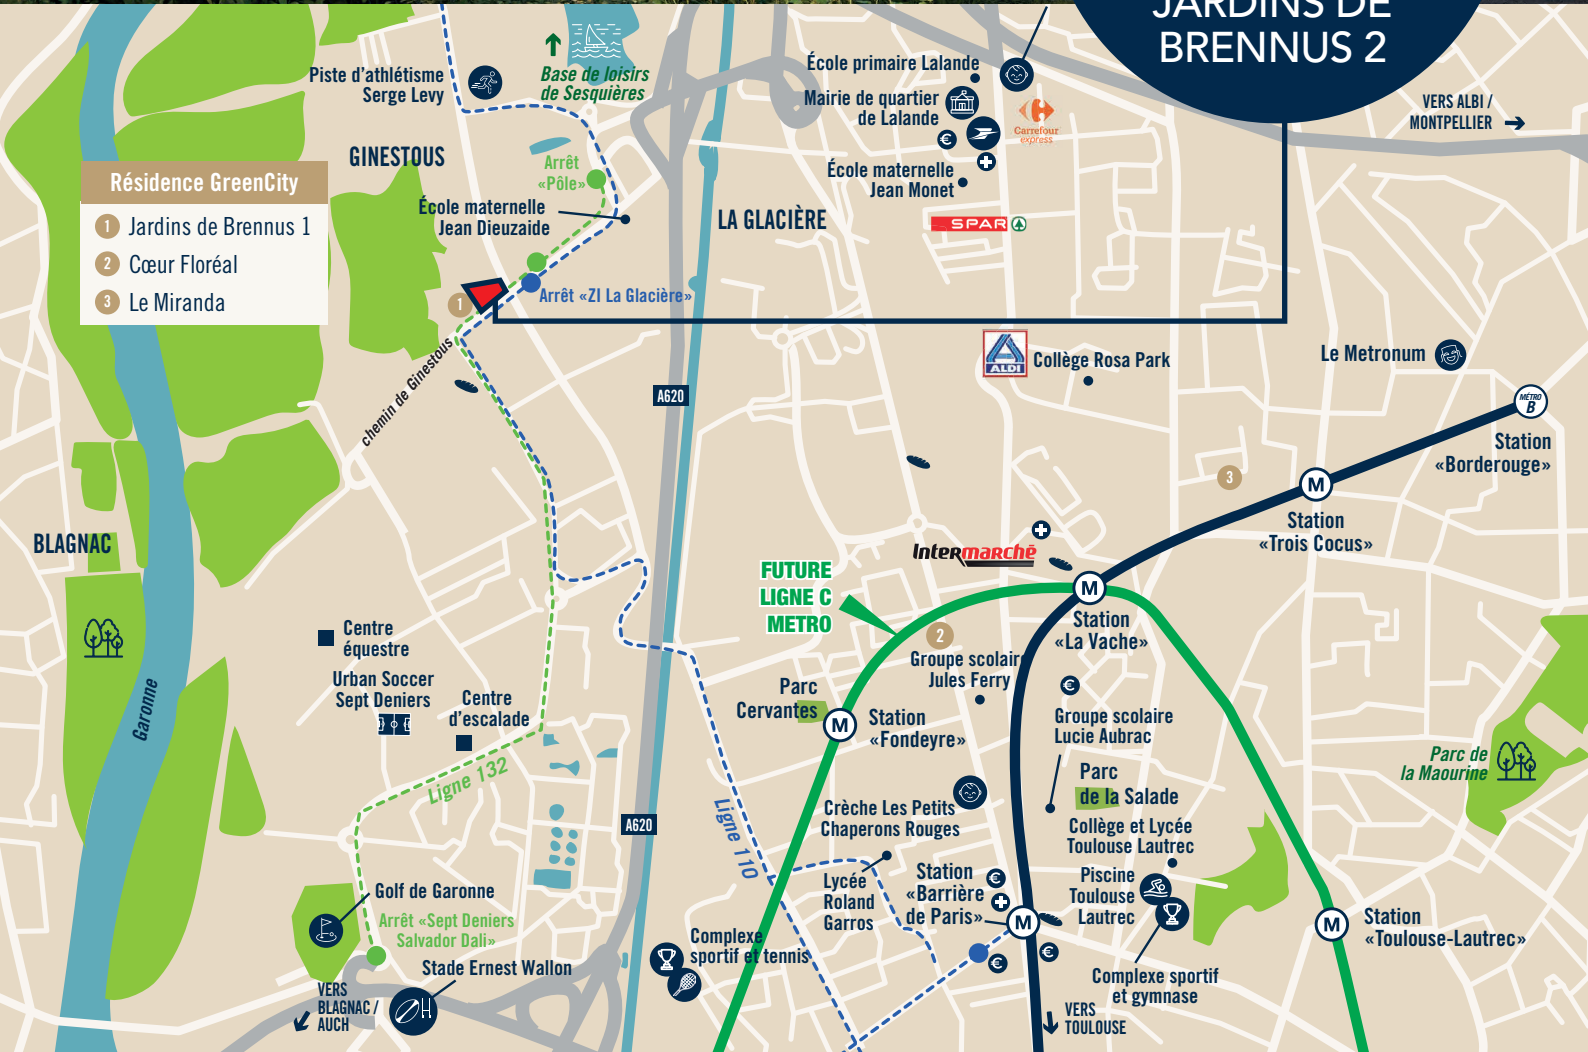 JARDINS DE
BRENNUS 2
Piste d'athlétisme
Serge Levy
Base de loisirs
de Sesquières
École primaire Lalande
Mairie de quartier
de Lalande
€
Carrefour
express
École maternelle
Jean Monet
SPAR
VERS ALBI /
MONTPELLIER
GINESTOUS
Arrêt
«Pôle»
École maternelle
Jean Dieuzaide
LA GLACIÈRE
Résidence GreenCity
1 Jardins de Brennus 1
2 Cœur Floréal
3 Le Miranda
1
Arrêt «ZI La Glacière»
chemin de Ginestous
A620
ALDI
Collège Rosa Park
Le Metronum
MÉTRO
B
Station
«Borderouge»
3
M
Station
«Trois Cocus»
BLAGNAC
Intermarché
FUTURE
LIGNE C
METRO
M
Station
«La Vache»
2
Groupe scolaire
Jules Ferry
Centre
équestre
Urban Soccer
Sept Deniers
Centre
d'escalade
Garonne
Parc
Cervantes
M
Station
«Fondeyre»
€
Groupe scolaire
Lucie Aubrac
Parc
de la Salade
Parc de
la Maourine
Ligne 132
Ligne 110
A620
Crèche Les Petits
Chaperons Rouges
Collège et Lycée
Toulouse Lautrec
Lycée
Roland
Garros
Station
«Barrière
de Paris»
€
M
€
€
Piscine
Toulouse
Lautrec
M
Station
«Toulouse-Lautrec»
Golf de Garonne
Arrêt «Sept Deniers
Salvador Dali»
Stade Ernest Wallon
VERS
BLAGNAC /
AUCH
Complexe
sportif et tennis
Complexe sportif
et gymnase
VERS
TOULOUSE